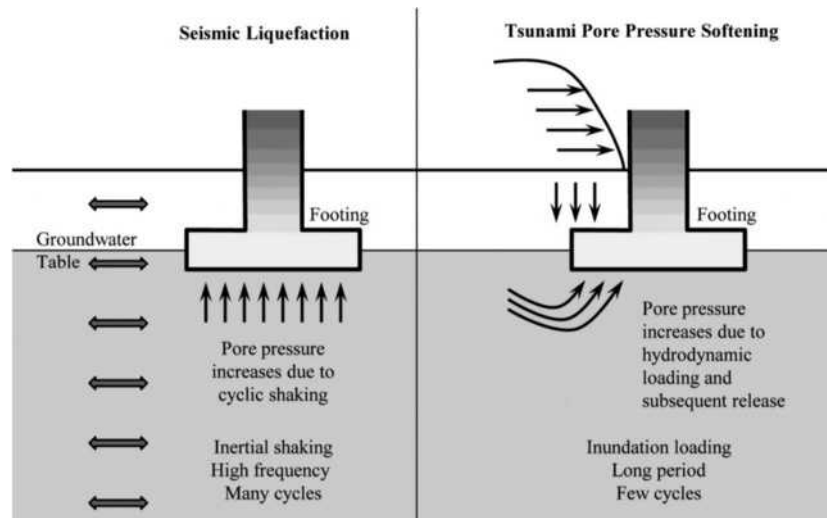 Seismic Liquefaction
Footing
Groundwater
Table
Pore pressure
increases due to
cyclic shaking
Inertial shaking
High frequency
Many cycles
Tsunami Pore Pressure Softening
Footing
Pore pressure
increases due to
hydrodynamic
loading and
subsequent release
Inundation loading
Long period
Few cycles